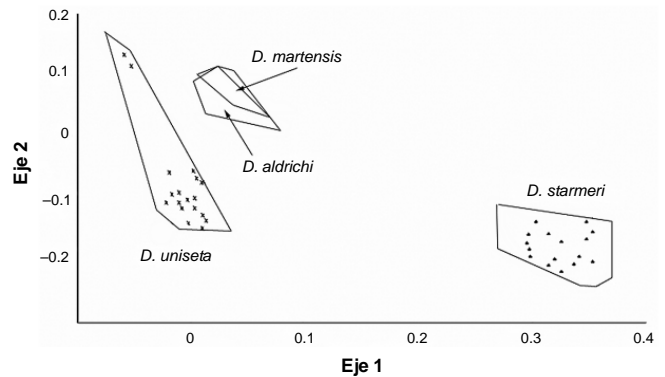 0.2
D. martensis
0.1
0
Eje 2
D. aldrichi
D. starmeri
–0.1
–0.2
D. uniseta
0 0.1 0.2 0.3 0.4
Eje 1